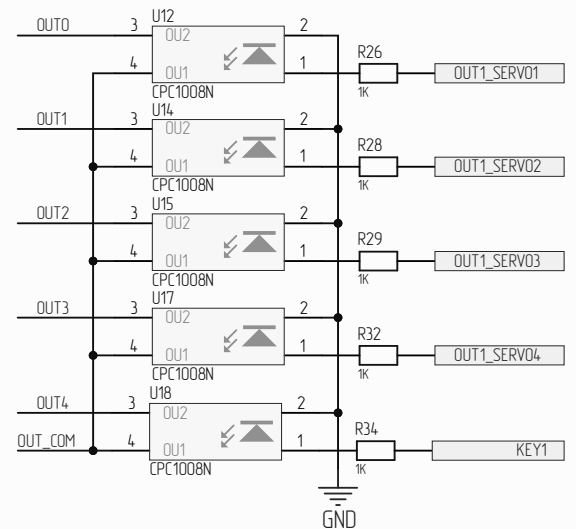 U12
OUT0 3 OU2 2
R26
4 OU1 1 OUT1_SERVO1
CPC1008N 1K
U14
OUT1 3 OU2 2
R28
4 OU1 1 OUT1_SERVO2
CPC1008N 1K
U15
OUT2 3 OU2 2
R29
4 OU1 1 OUT1_SERVO3
CPC1008N 1K
U17
OUT3 3 OU2 2
R32
4 OU1 1 OUT1_SERVO4
CPC1008N 1K
U18
OUT4 3 OU2 2
R34
OUT_COM 4 OU1 1 KEY1
CPC1008N 1K
GND